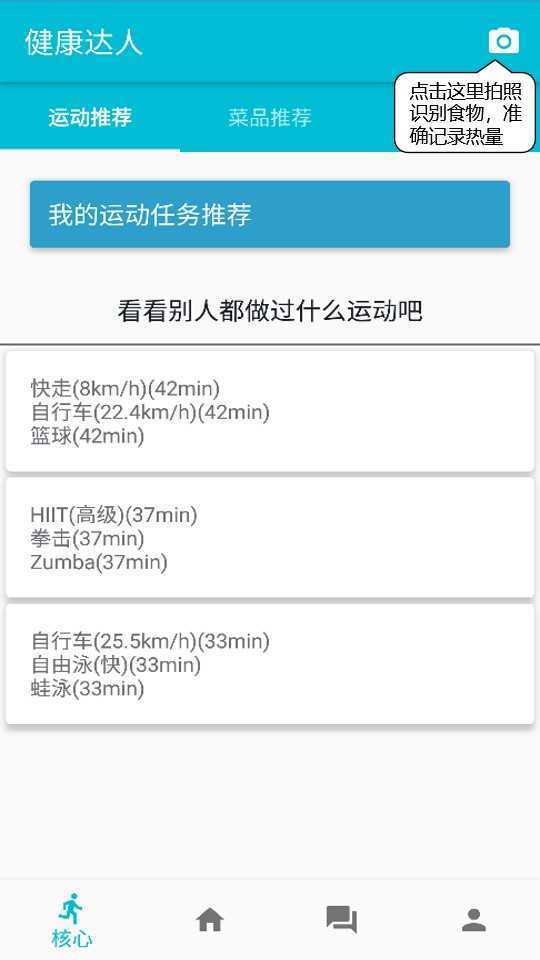 健康达人
点击这里拍照
识别食物，准
确记录热量
运动推荐
菜品推荐
我的运动任务推荐
看看别人都做过什么运动吧
快走(8km/h)(42min)
自行车(22.4km/h)(42min)
篮球(42min)
HIIT(高级)(37min)
拳击(37min)
Zumba(37min)
自行车(25.5km/h)(33min)
自由泳(快)(33min)
蛙泳(33min)
核心